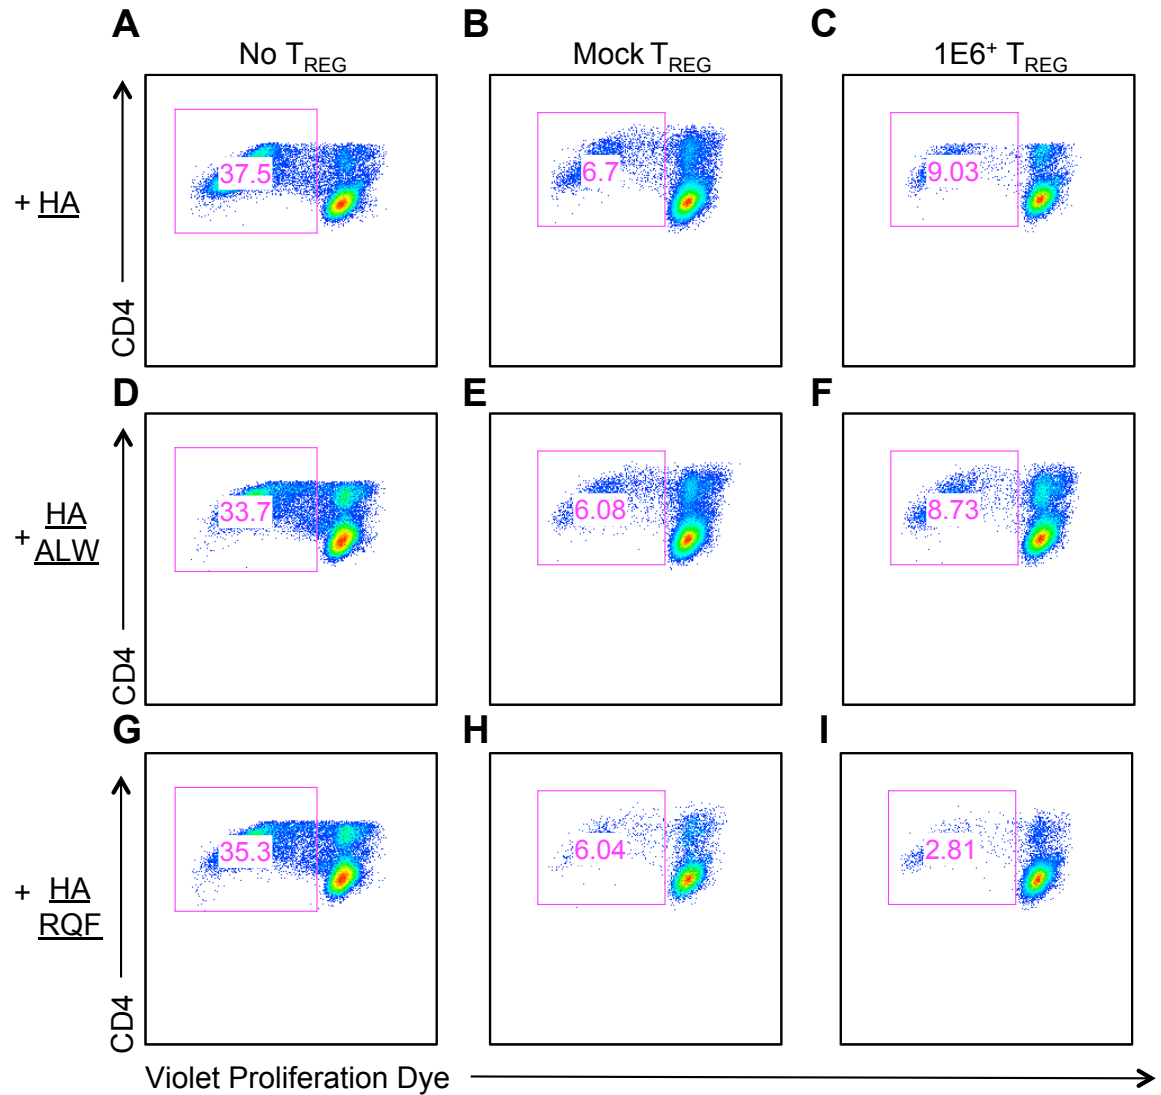 A B C
No TREG Mock TREG 1E6+ TREG
37.5 6.7 9.03
+ HA
CD4
D E F
33.7 6.08 8.73
+ HA
ALW
CD4
G H I
35.3 6.04 2.81
+ HA
RQF
CD4
Violet Proliferation Dye